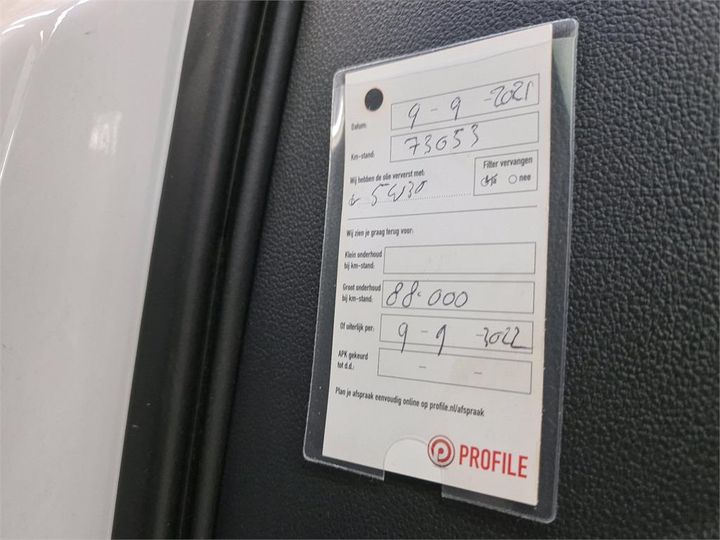 Datum: 9-9-2021
Km-stand: 73053
Wij hebben de olie ververst met:
5W30
Filter vervangen
ja nee
Wij zien je graag terug voor:
Klein onderhoud
bij km-stand:
Groot onderhoud
bij km-stand: 88.000
Of uiterlijk per: 9-9-2022
APK gekeurd
tot d.d.: - -
Plan je afspraak eenvoudig online op profile.nl/afspraak
PROFILE